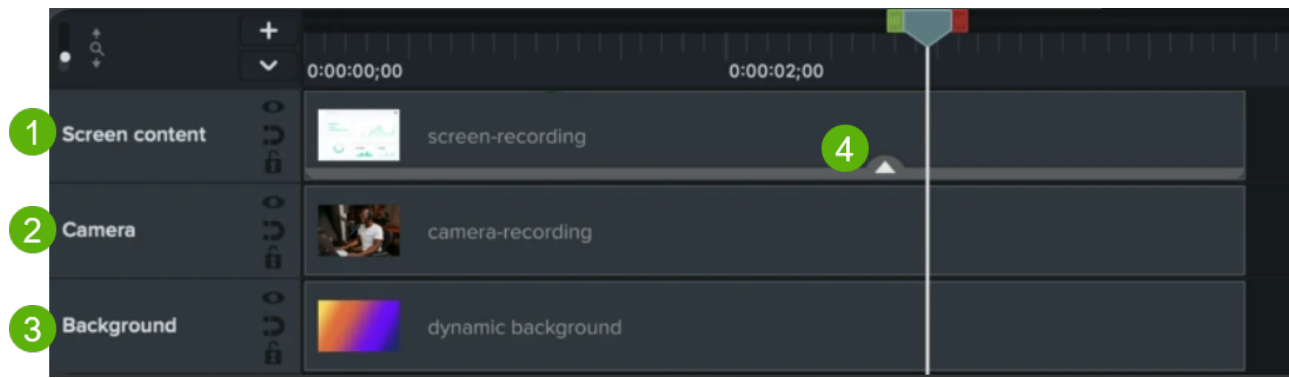 +
0:00:00;00 0:00:02;00
1 Screen content screen-recording 4
2 Camera camera-recording
3 Background dynamic background